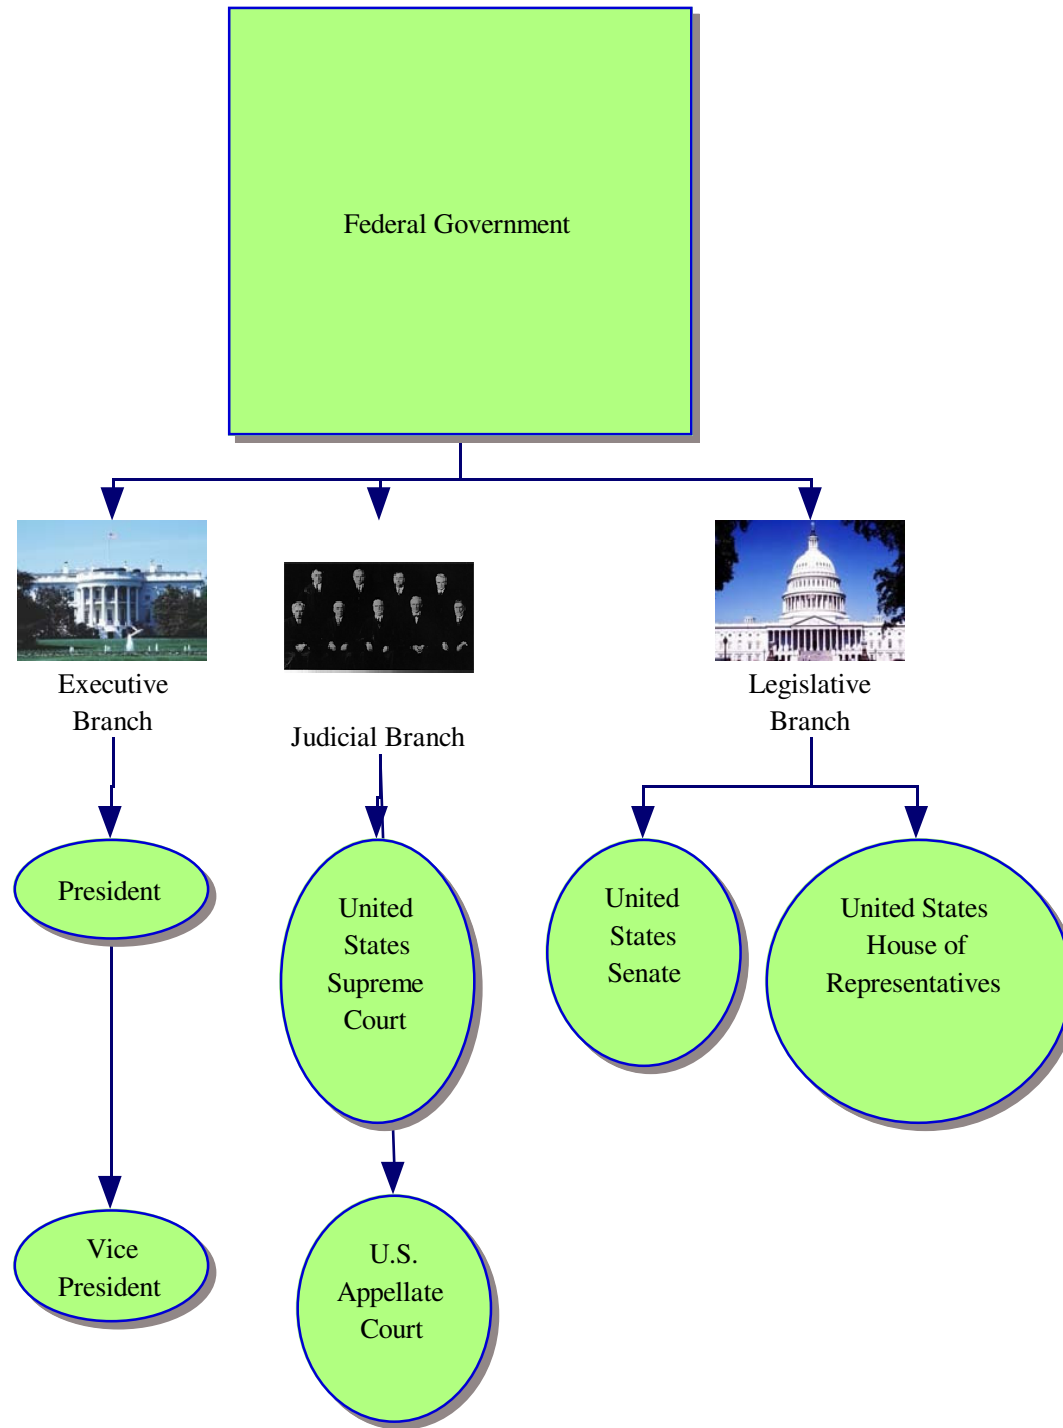 Federal Government
Executive
Branch
Judicial Branch
Legislative
Branch
President
United
States
Supreme
Court
United
States
Senate
United States
House of
Representatives
Vice
President
U.S.
Appellate
Court